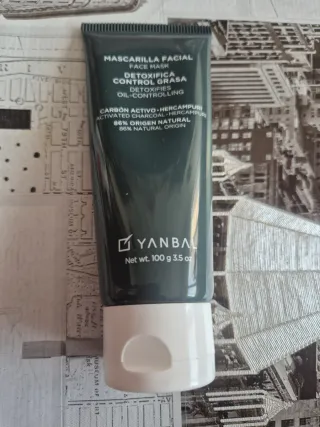 MASCARILLA FACIAL
FACE MASK
DETOXIFICA
CONTROL GRASA
DETOXIFIES
OIL-CONTROLLING
CARBÓN ACTIVO • HERCAMPURI
ACTIVATED CHARCOAL • HERCAMPURI
86% ORIGEN NATURAL
86% NATURAL ORIGIN
YANBAL
Net wt. 100 g 3.5 oz